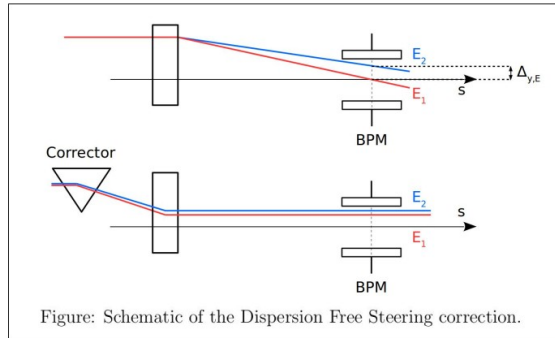 E₂
Δy,E
E₁
s
BPM
Corrector
s
E₂
E₁
BPM
Figure: Schematic of the Dispersion Free Steering correction.